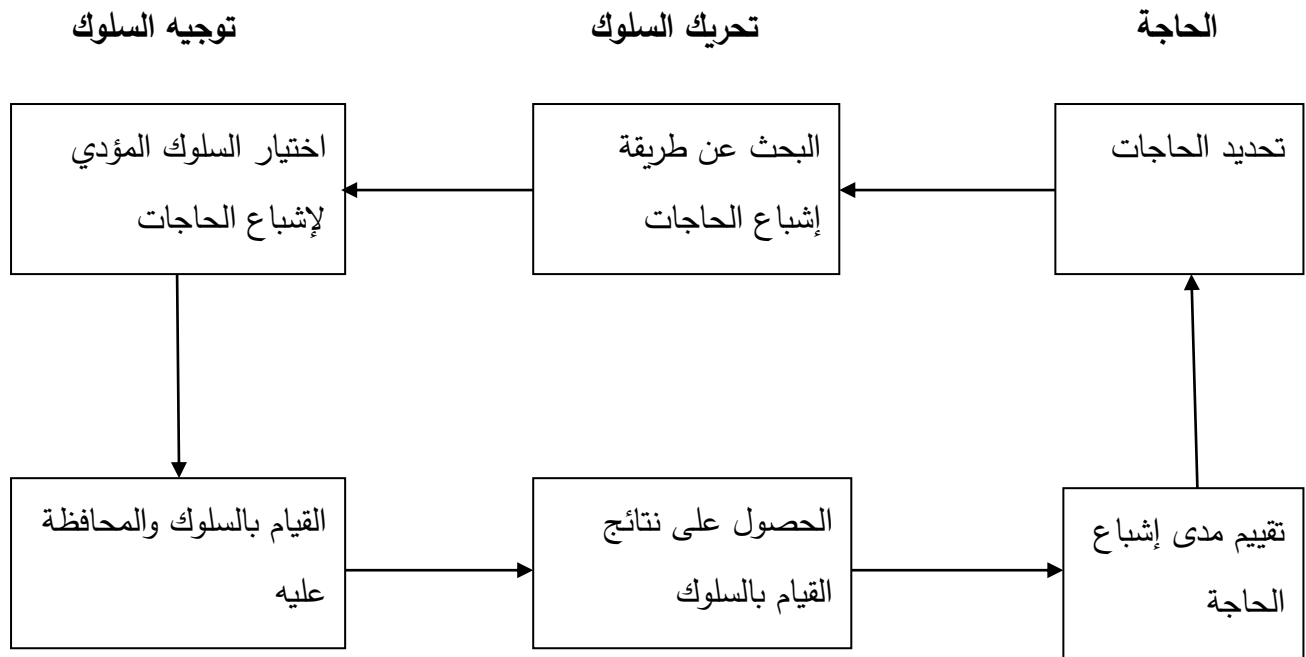 الحاجة
تحريك السلوك
توجيه السلوك
تحديد الحاجات
البحث عن طريقة
إشباع الحاجات
اختيار السلوك المؤدي
لإشباع الحاجات
القيام بالسلوك والمحافظة
عليه
الحصول على نتائج
القيام بالسلوك
تقييم مدى إشباع
الحاجة